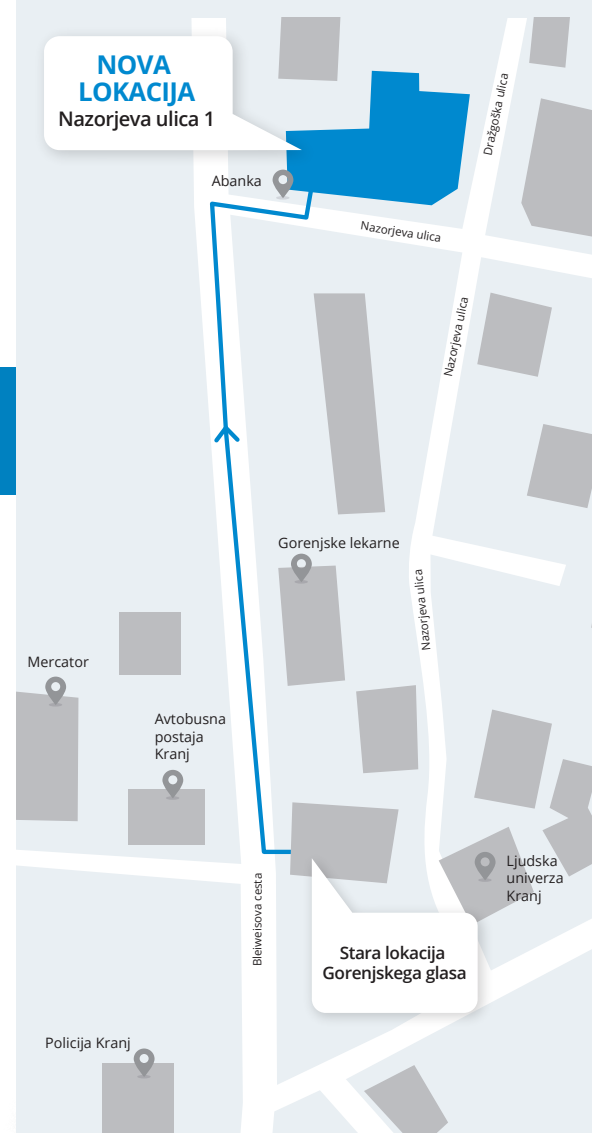 NOVA
LOKACIJA
Nazorjeva ulica 1
Dražgoška ulica
Abanka
Nazorjeva ulica
Nazorjeva ulica
Gorenjske lekarne
Nazorjeva ulica
Mercator
Avtobusna
postaja
Kranj
Ljudska
univerza
Kranj
Bleiweisova cesta
Stara lokacija
Gorenjskega glasa
Policija Kranj